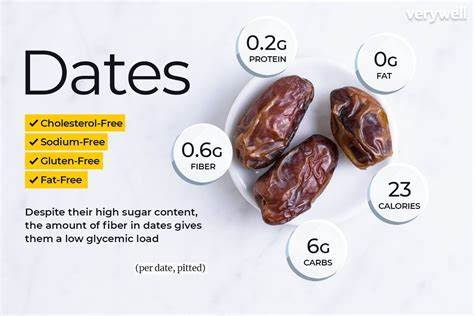 verywell
Dates
Cholesterol-Free
Sodium-Free
Gluten-Free
Fat-Free
Despite their high sugar content,
the amount of fiber in dates gives
them a low glycemic load
(per date, pitted)
0.2G
PROTEIN
0G
FAT
0.6G
FIBER
23
CALORIES
6G
CARBS